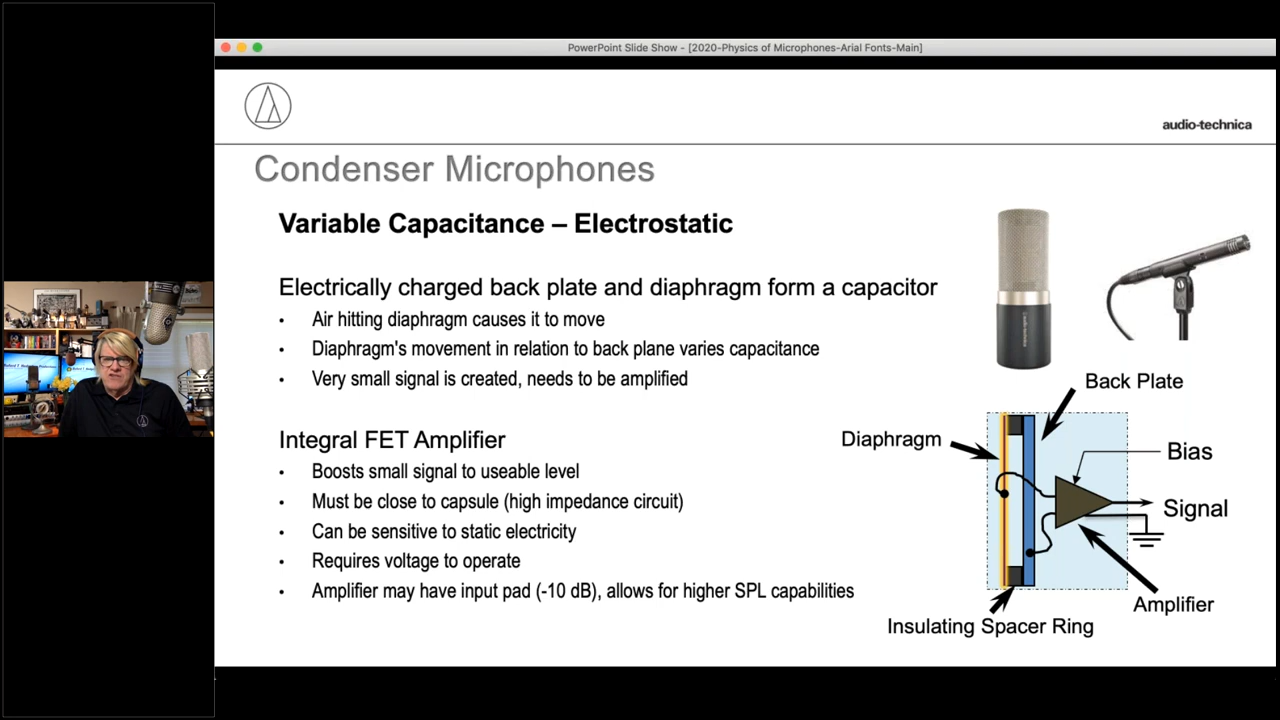 PowerPoint Slide Show - [2020-Physics of Microphones-Arial Fonts-Main]
audio-technica
Condenser Microphones
Variable Capacitance – Electrostatic
Electrically charged back plate and diaphragm form a capacitor
• Air hitting diaphragm causes it to move
• Diaphragm's movement in relation to back plane varies capacitance
• Very small signal is created, needs to be amplified
Integral FET Amplifier
• Boosts small signal to useable level
• Must be close to capsule (high impedance circuit)
• Can be sensitive to static electricity
• Requires voltage to operate
• Amplifier may have input pad (-10 dB), allows for higher SPL capabilities
Back Plate
Diaphragm
Bias
Signal
Amplifier
Insulating Spacer Ring